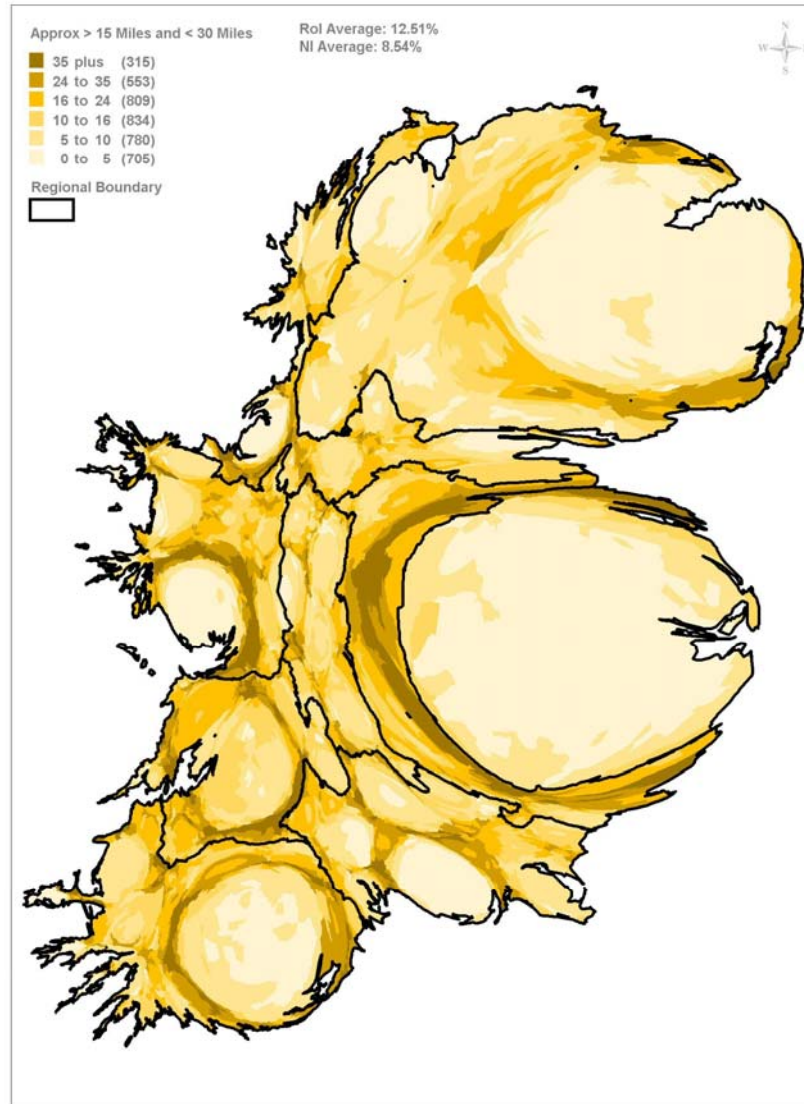 Approx > 15 Miles and < 30 Miles
RoI Average: 12.51%
NI Average: 8.54%
35 plus (315)
24 to 35 (553)
16 to 24 (809)
10 to 16 (834)
5 to 10 (780)
0 to 5 (705)
Regional Boundary
N
W
S